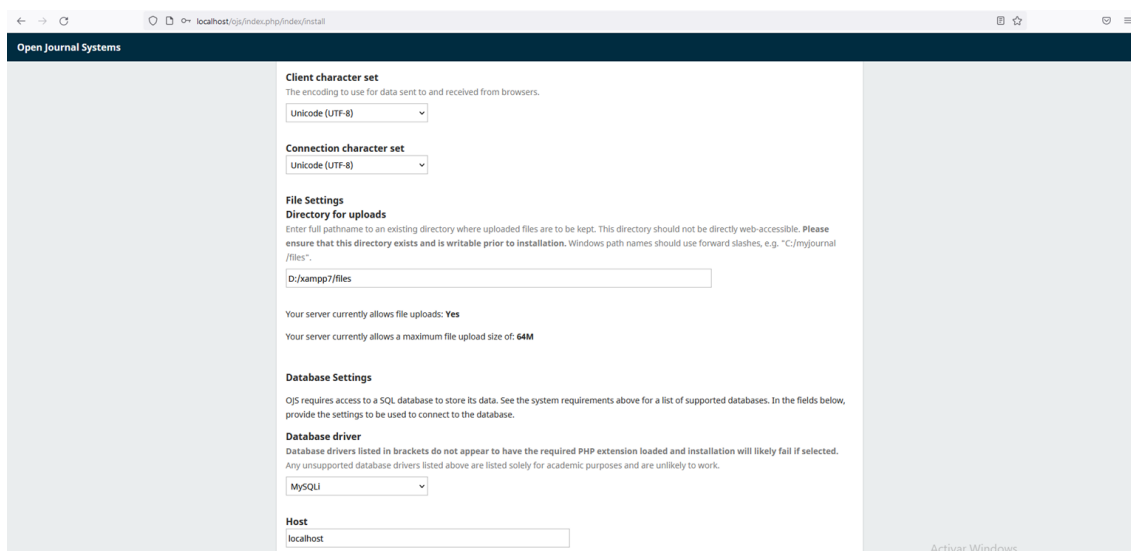 localhost/ojs/index.php/index/install
Open Journal Systems
Client character set
The encoding to use for data sent to and received from browsers.
Unicode (UTF-8)
Connection character set
Unicode (UTF-8)
File Settings
Directory for uploads
Enter full pathname to an existing directory where uploaded files are to be kept. This directory should not be directly web-accessible. Please
ensure that this directory exists and is writable prior to installation. Windows path names should use forward slashes, e.g. "C:/myjournal
/files".
D:/xampp7/files
Your server currently allows file uploads: Yes
Your server currently allows a maximum file upload size of: 64M
Database Settings
OJS requires access to a SQL database to store its data. See the system requirements above for a list of supported databases. In the fields below,
provide the settings to be used to connect to the database.
Database driver
Database drivers listed in brackets do not appear to have the required PHP extension loaded and installation will likely fail if selected.
Any unsupported database drivers listed above are listed solely for academic purposes and are unlikely to work.
MySQLi
Host
localhost
Activar Windows